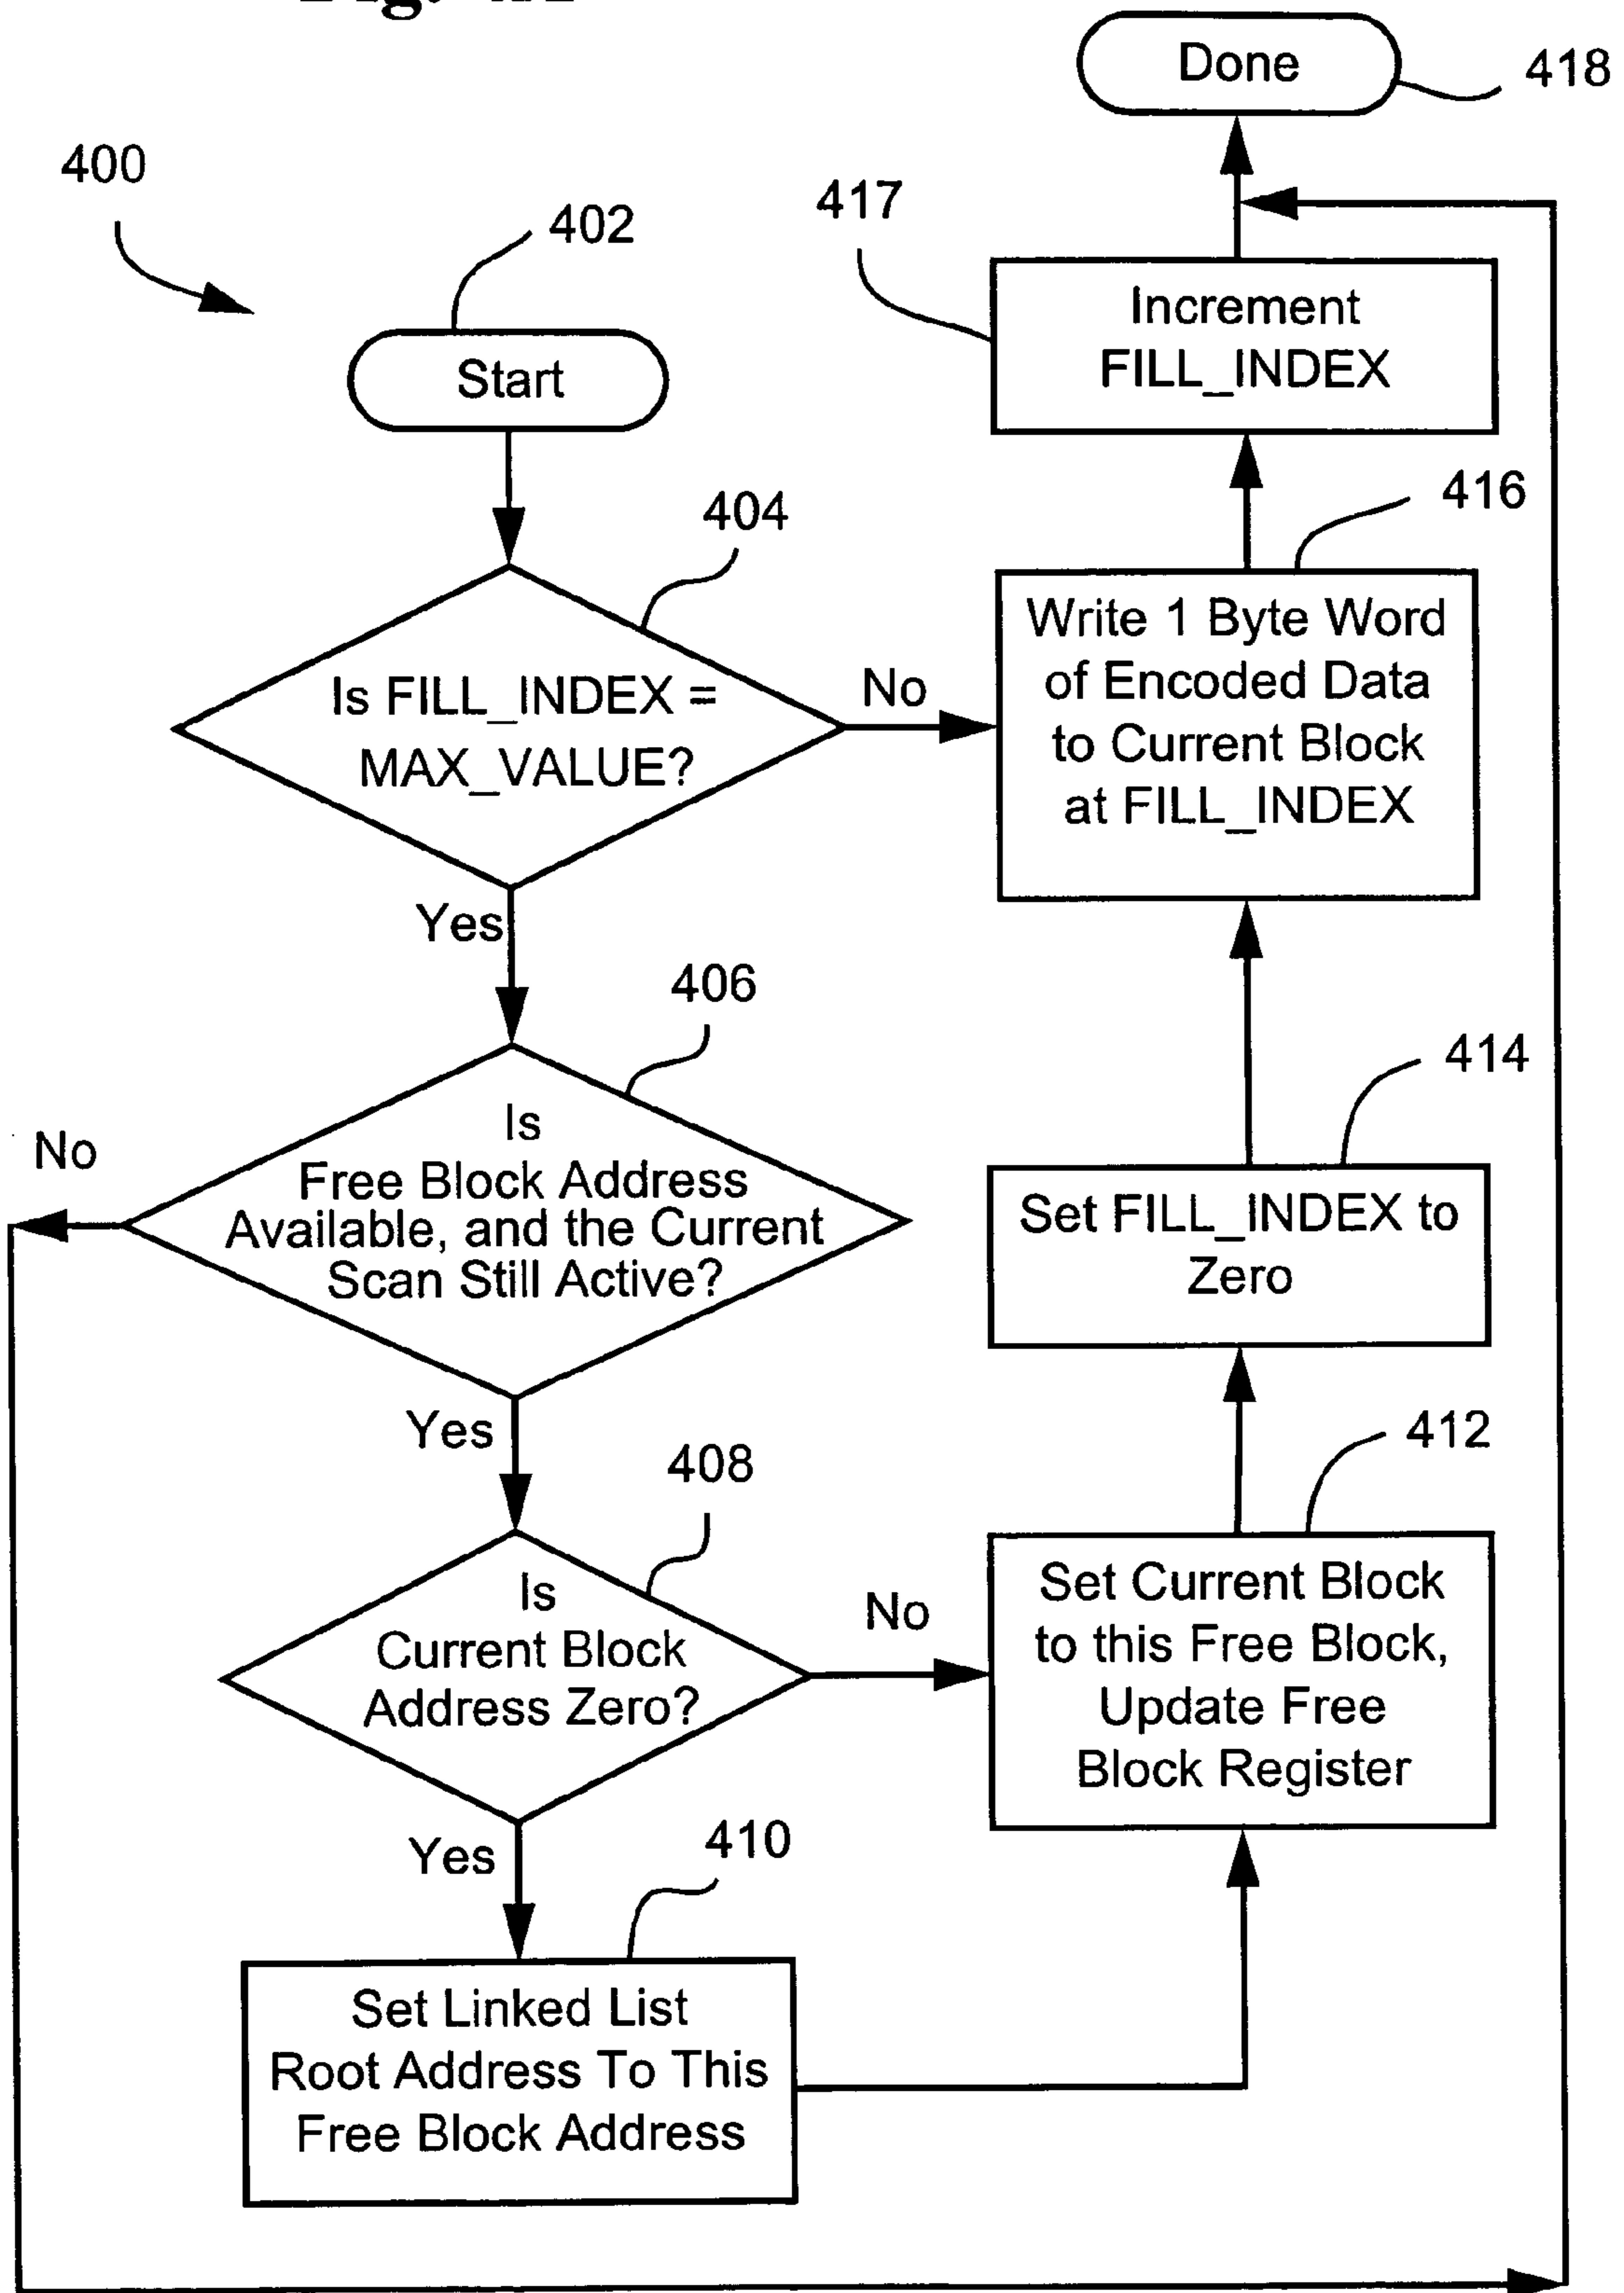 Done
418
400
402
417
Increment
FILL_INDEX
Start
404
416
Is FILL_INDEX =
MAX_VALUE?
No
Write 1 Byte Word
of Encoded Data
to Current Block
at FILL_INDEX
Yes
406
414
No
Is
Free Block Address
Available, and the Current
Scan Still Active?
Set FILL_INDEX to
Zero
Yes
408
412
Is
Current Block
Address Zero?
No
Set Current Block
to this Free Block,
Update Free
Block Register
Yes
410
Set Linked List
Root Address To This
Free Block Address